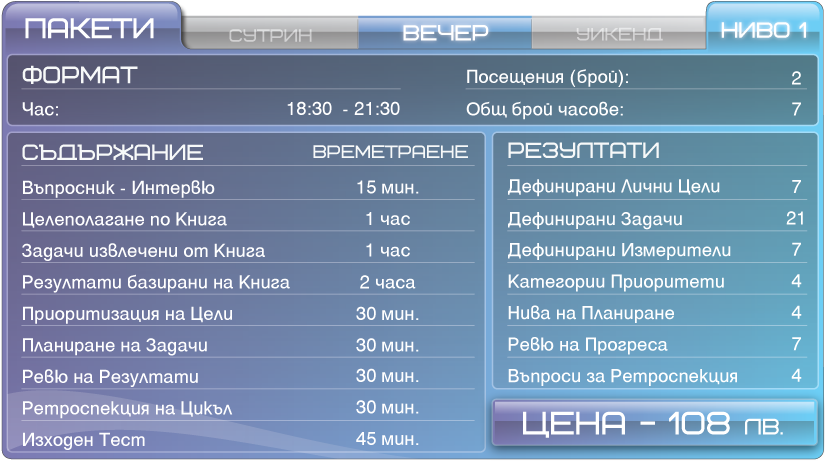 ПАКЕТИ СУТРИН ВЕЧЕР УИКЕНД НИВО 1
ФОРМАТ
Час: 18:30 - 21:30
Посещения (брой): 2
Общ брой часове: 7
СЪДЪРЖАНИЕ ВРЕМЕТРАЕНЕ
Въпросник - Интервю 15 мин.
Целеполагане по Книга 1 час
Задачи извлечени от Книга 1 час
Резултати базирани на Книга 2 часа
Приоритизация на Цели 30 мин.
Планиране на Задачи 30 мин.
Ревю на Резултати 30 мин.
Ретроспекция на Цикъл 30 мин.
Изходен Тест 45 мин.
РЕЗУЛТАТИ
Дефинирани Лични Цели 7
Дефинирани Задачи 21
Дефинирани Измерители 7
Категории Приоритети 4
Нива на Планиране 4
Ревю на Прогреса 7
Въпроси за Ретроспекция 4
ЦЕНА - 108 ЛВ.